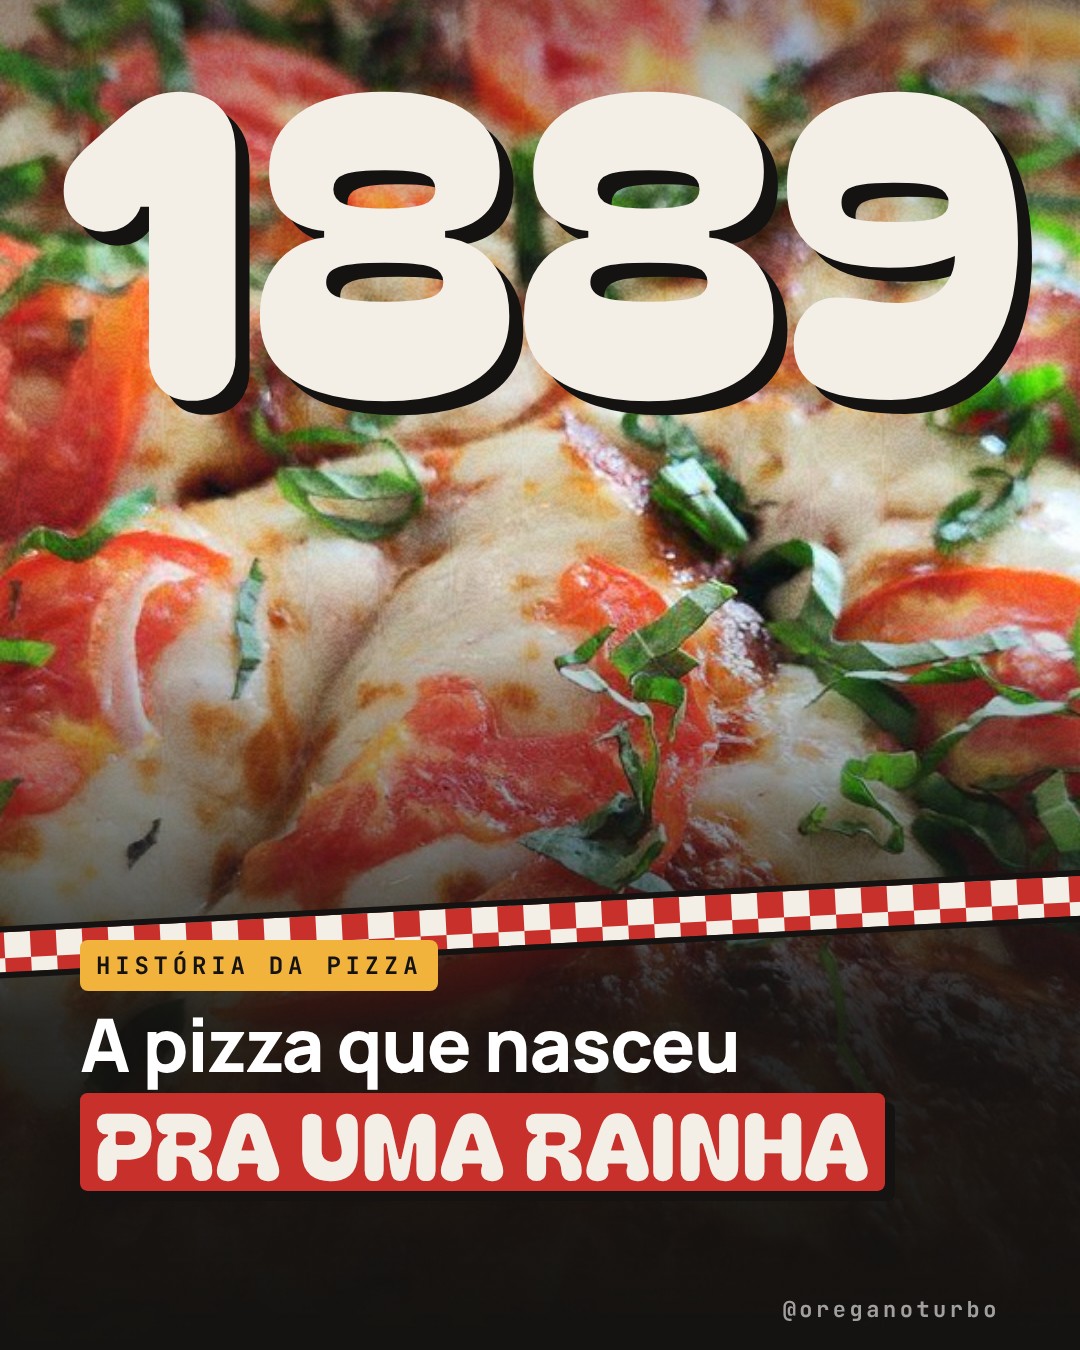 1889
HISTÓRIA DA PIZZA
A pizza que nasceu
PRA UMA RAINHA
@oreganoturbo